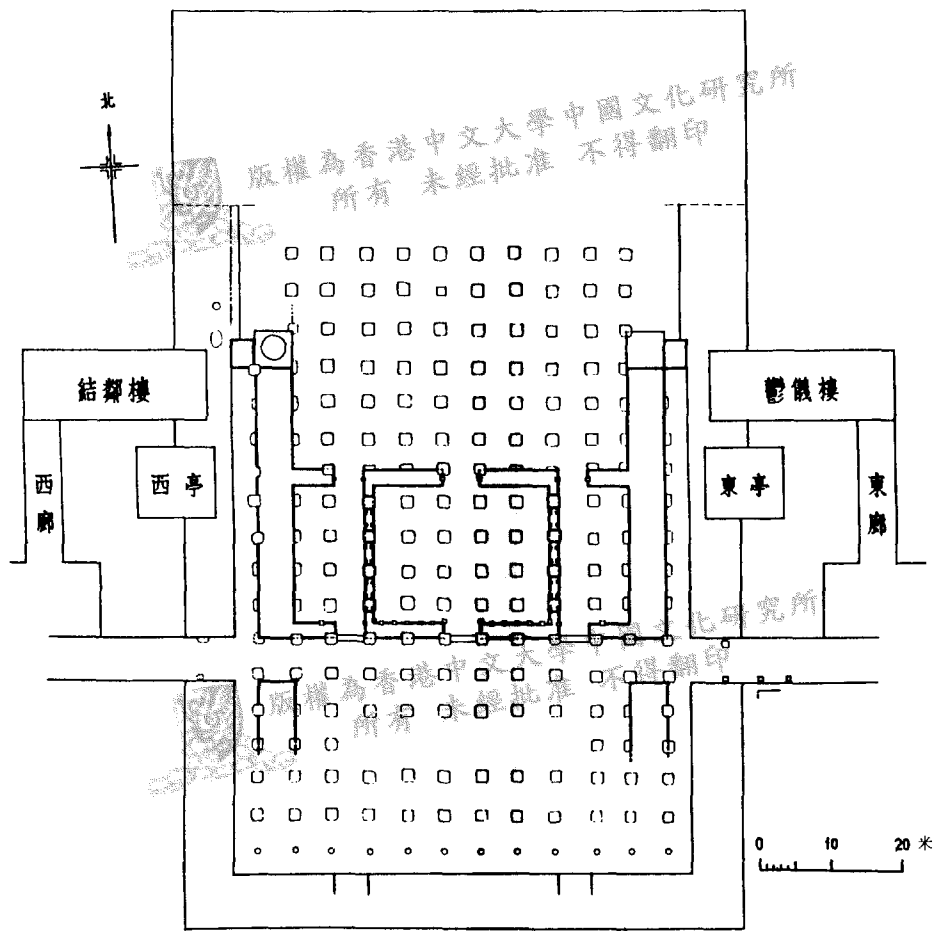 北
版權為香港中文大學中國文化研究所
所有 未經批准 不得翻印
結鄰樓
鬱儀樓
西廊
西亭
東亭
東廊
版權為香港中文大學中國文化研究所
所有 未經批准 不得翻印
0 10 20 米